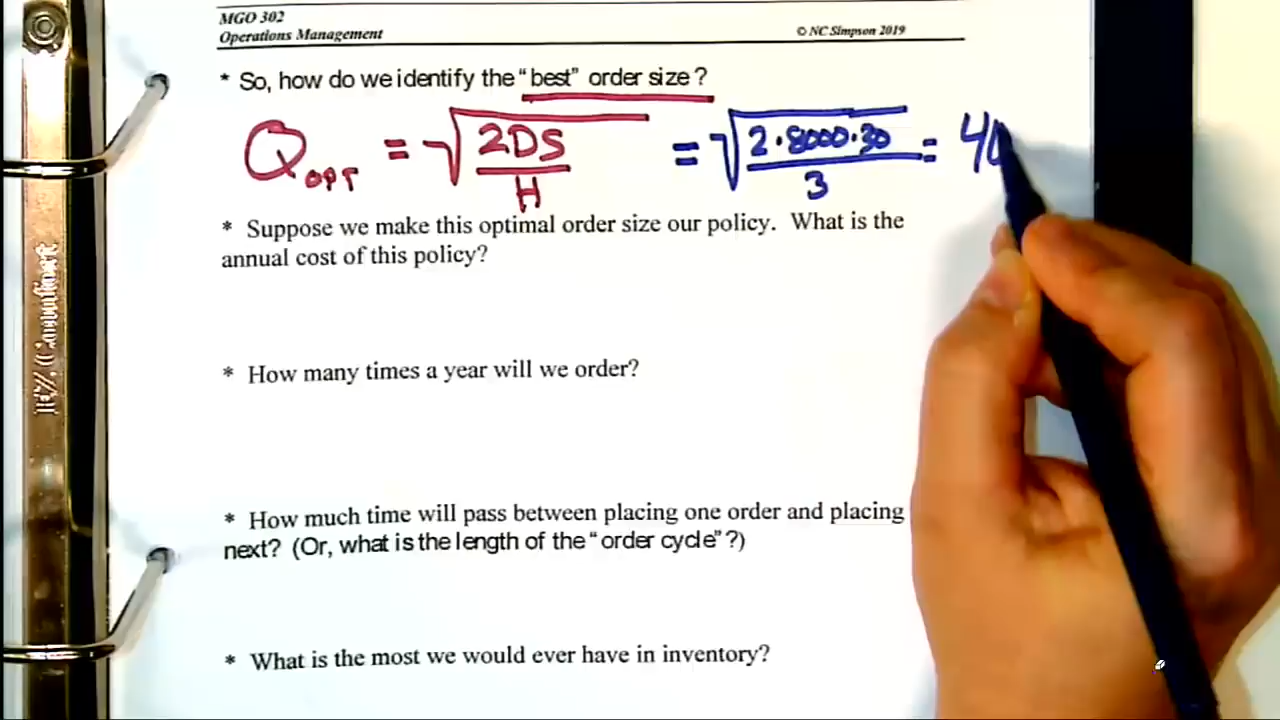 MGO 302
Operations Management
© NC Simpson 2019
* So, how do we identify the "best" order size?
Q OPT = √2DS/H = √2·8000·30/3 = 40
* Suppose we make this optimal order size our policy. What is the
annual cost of this policy?
* How many times a year will we order?
* How much time will pass between placing one order and placing
next? (Or, what is the length of the "order cycle"?)
* What is the most we would ever have in inventory?